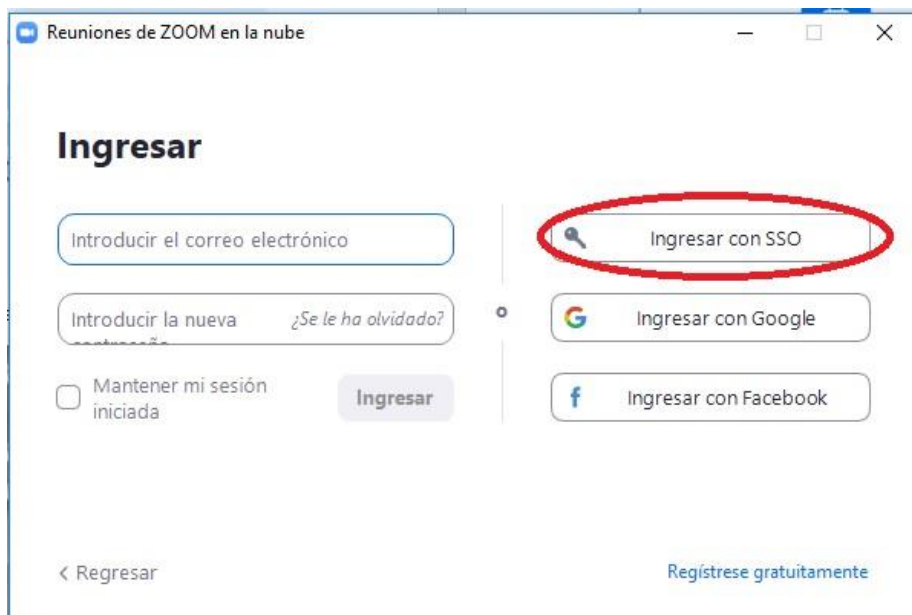 Reuniones de ZOOM en la nube
Ingresar
Introducir el correo electrónico
Introducir la nueva
¿Se le ha olvidado?
Mantener mi sesión
iniciada
Ingresar
o
Ingresar con SSO
Ingresar con Google
Ingresar con Facebook
< Regresar
Regístrese gratuitamente